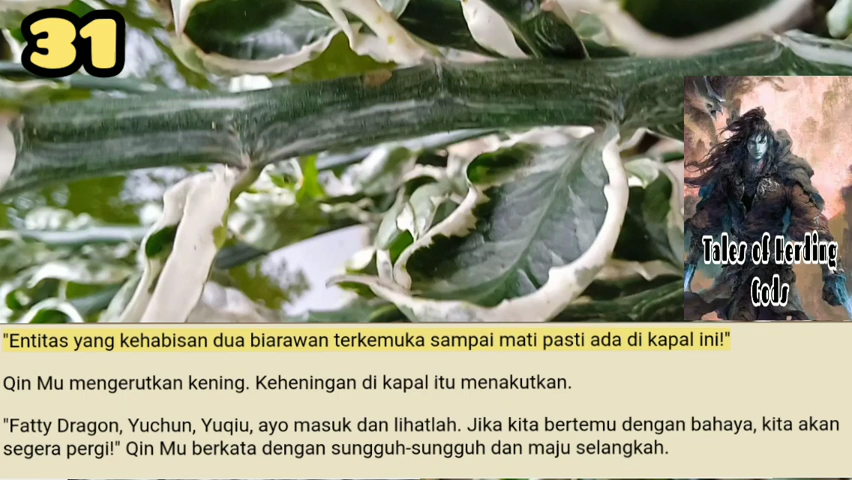 31
Tales of Herding
Gods
"Entitas yang kehabisan dua biarawan terkemuka sampai mati pasti ada di kapal ini!"
Qin Mu mengerutkan kening. Keheningan di kapal itu menakutkan.
"Fatty Dragon, Yuchun, Yuqiu, ayo masuk dan lihatlah. Jika kita bertemu dengan bahaya, kita akan
segera pergi!" Qin Mu berkata dengan sungguh-sungguh dan maju selangkah.